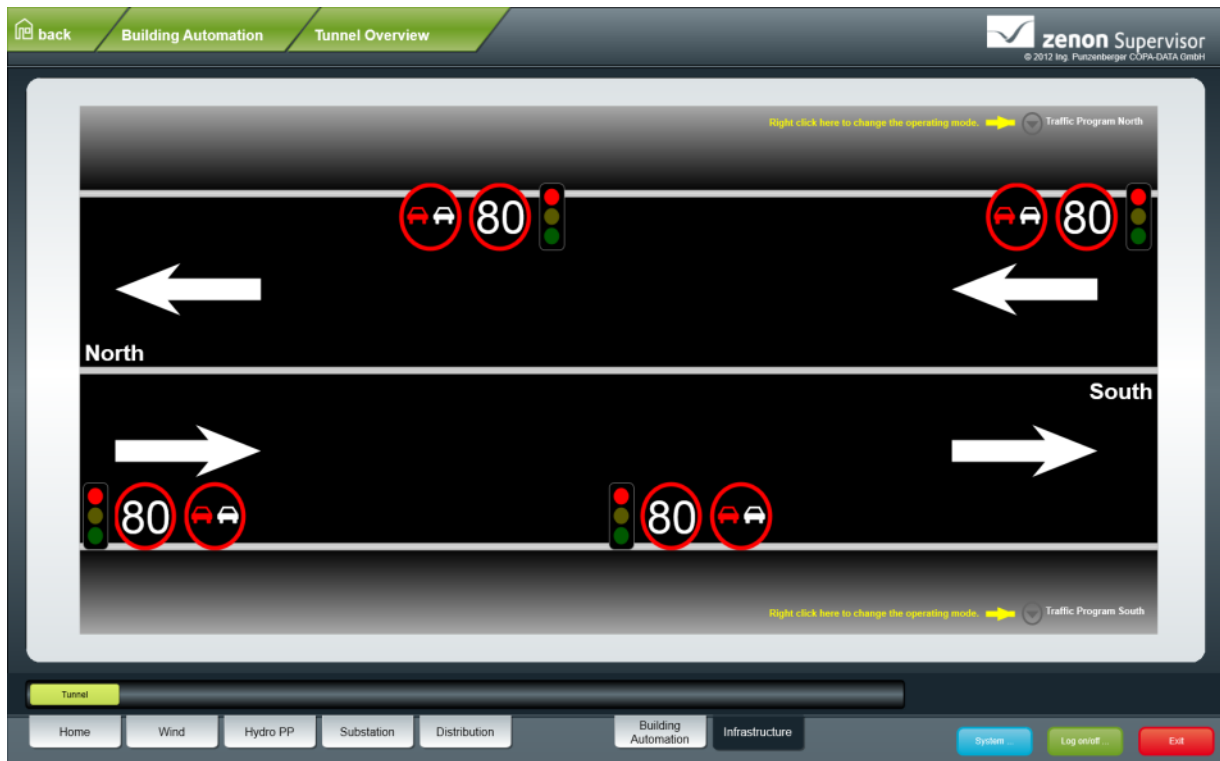 back
Building Automation
Tunnel Overview
zenon Supervisor
© 2012 Ing. Punzenberger COPA-DATA GmbH
Right click here to change the operating mode.
Traffic Program North
80
80
North
South
80
80
Right click here to change the operating mode.
Traffic Program South
Tunnel
Home
Wind
Hydro PP
Substation
Distribution
Building
Automation
Infrastructure
System ...
Log on/off ...
Exit